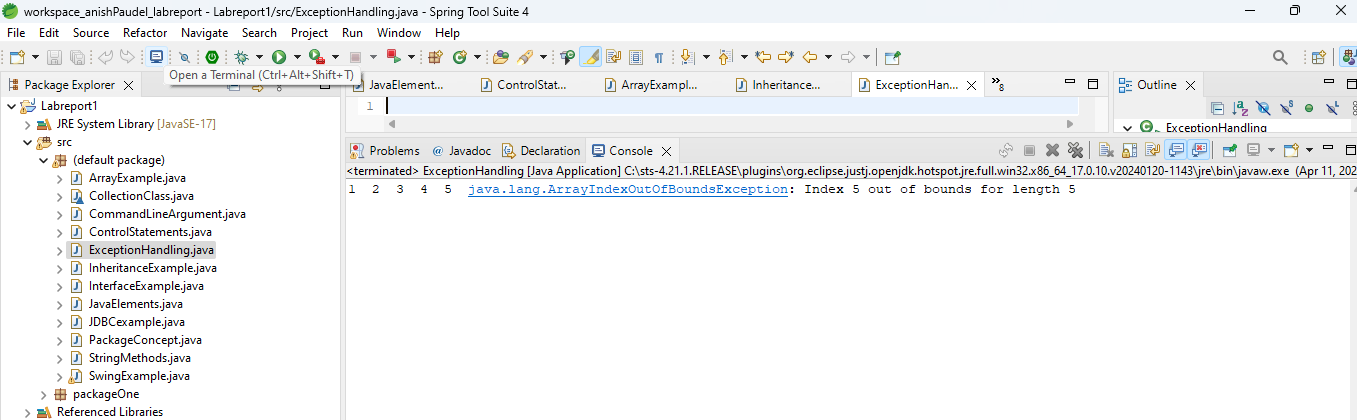 workspace_anishPaudel_labreport - Labreport1/src/ExceptionHandling.java - Spring Tool Suite 4
File Edit Source Refactor Navigate Search Project Run Window Help
Open a Terminal (Ctrl+Alt+Shift+T)
Package Explorer
Labreport1
JRE System Library [JavaSE-17]
src
(default package)
ArrayExample.java
CollectionClass.java
CommandLineArgument.java
ControlStatements.java
ExceptionHandling.java
InheritanceExample.java
InterfaceExample.java
JavaElements.java
JDBCexample.java
PackageConcept.java
StringMethods.java
SwingExample.java
packageOne
Referenced Libraries
JavaElement... ControlStat... ArrayExampl... Inheritance... ExceptionHan... »8
1
Outline
ExceptionHandling
Problems @ Javadoc Declaration Console
<terminated> ExceptionHandling [Java Application] C:\sts-4.21.1.RELEASE\plugins\org.eclipse.justj.openjdk.hotspot.jre.full.win32.x86_64_17.0.10.v20240120-1143\jre\bin\javaw.exe (Apr 11, 202
1 2 3 4 5 java.lang.ArrayIndexOutOfBoundsException: Index 5 out of bounds for length 5